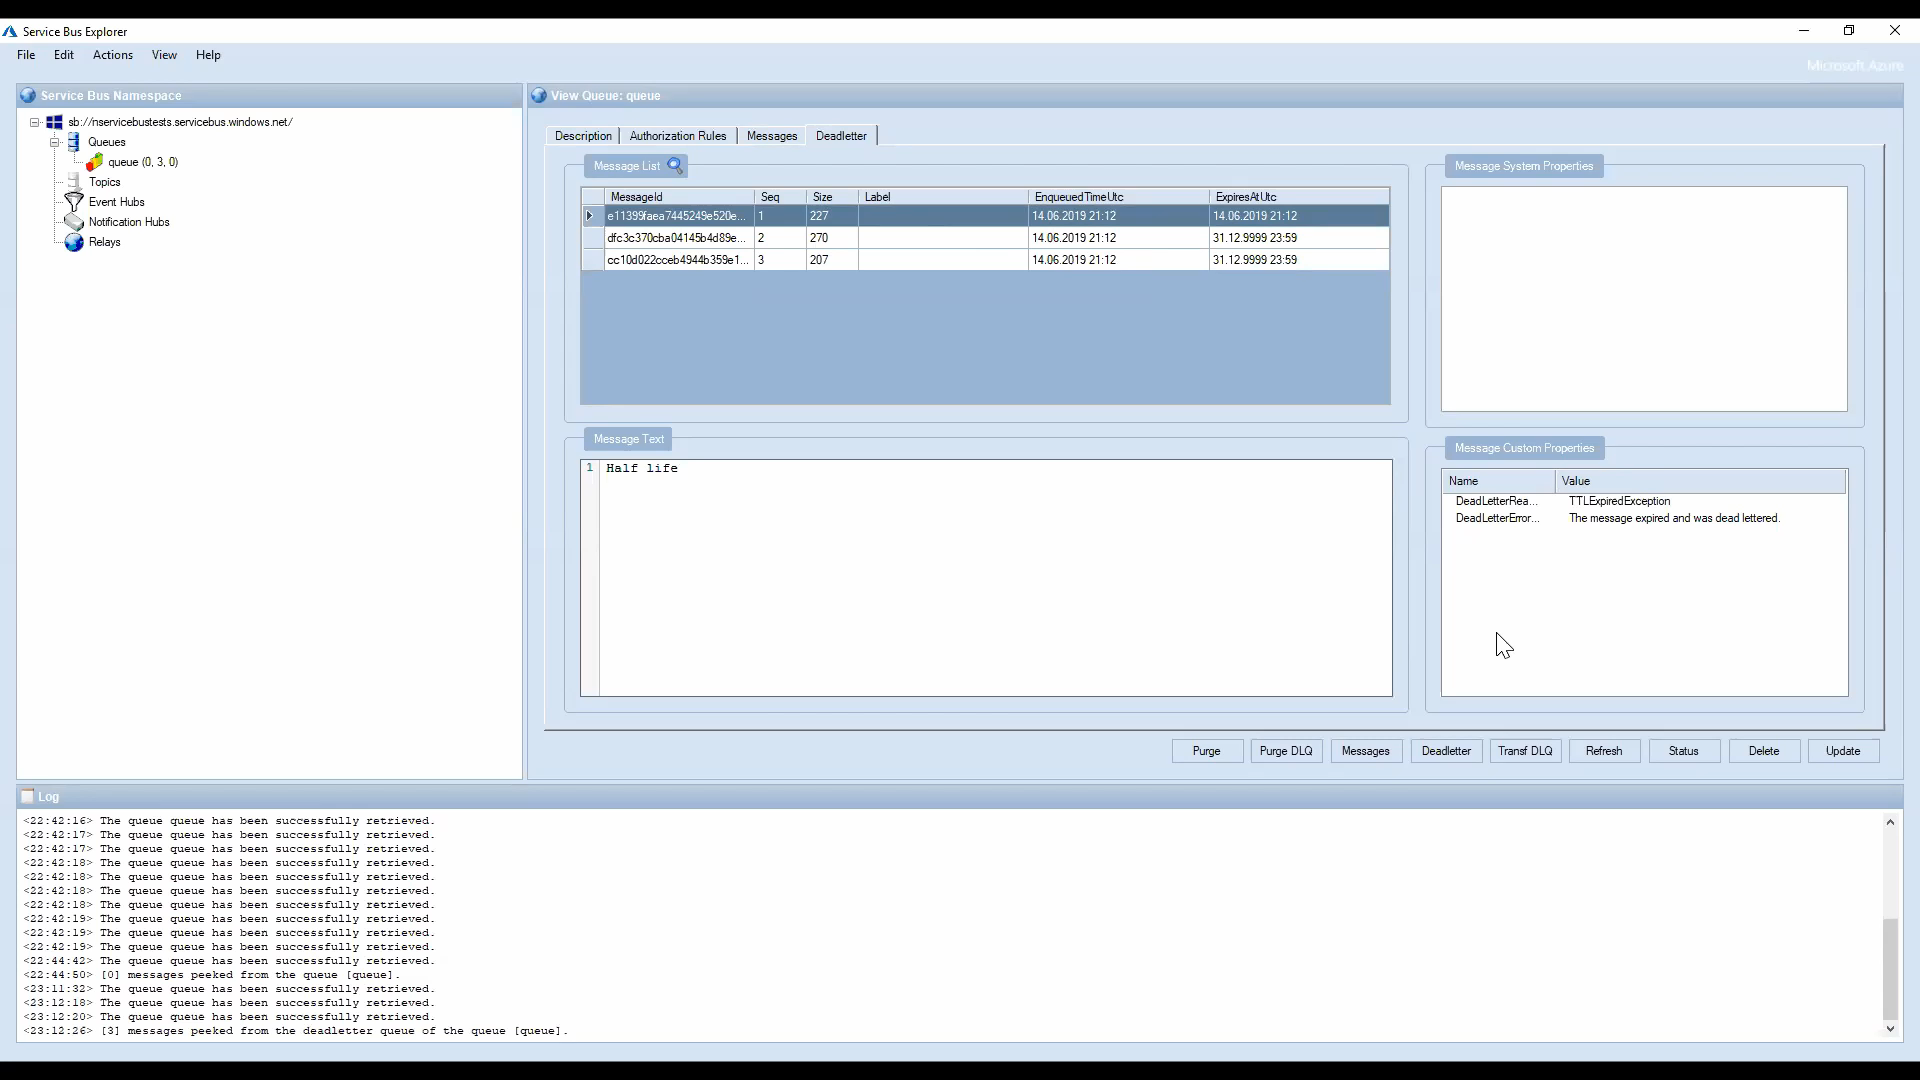 Service Bus Explorer
File Edit Actions View Help
Microsoft Azure
Service Bus Namespace
sb://nservicebustests.servicebus.windows.net/
Queues
queue (0, 3, 0)
Topics
Event Hubs
Notification Hubs
Relays
View Queue: queue
Description Authorization Rules Messages Deadletter
Message List
MessageId Seq Size Label EnqueuedTimeUtc ExpiresAtUtc
e11399faea7445249e520e... 1 227 14.06.2019 21:12 14.06.2019 21:12
dfc3c370cba04145b4d89e... 2 270 14.06.2019 21:12 31.12.9999 23:59
cc10d022cceb4944b359e1... 3 207 14.06.2019 21:12 31.12.9999 23:59
Message System Properties
Message Text
1 Half life
Message Custom Properties
Name Value
DeadLetterRea... TTLExpiredException
DeadLetterError... The message expired and was dead lettered.
Purge Purge DLQ Messages Deadletter Transf DLQ Refresh Status Delete Update
Log
<22:42:16> The queue queue has been successfully retrieved.
<22:42:17> The queue queue has been successfully retrieved.
<22:42:17> The queue queue has been successfully retrieved.
<22:42:18> The queue queue has been successfully retrieved.
<22:42:18> The queue queue has been successfully retrieved.
<22:42:18> The queue queue has been successfully retrieved.
<22:42:18> The queue queue has been successfully retrieved.
<22:42:19> The queue queue has been successfully retrieved.
<22:42:19> The queue queue has been successfully retrieved.
<22:42:19> The queue queue has been successfully retrieved.
<22:44:42> The queue queue has been successfully retrieved.
<22:44:50> [0] messages peeked from the queue [queue].
<23:11:32> The queue queue has been successfully retrieved.
<23:12:18> The queue queue has been successfully retrieved.
<23:12:20> The queue queue has been successfully retrieved.
<23:12:26> [3] messages peeked from the deadletter queue of the queue [queue].